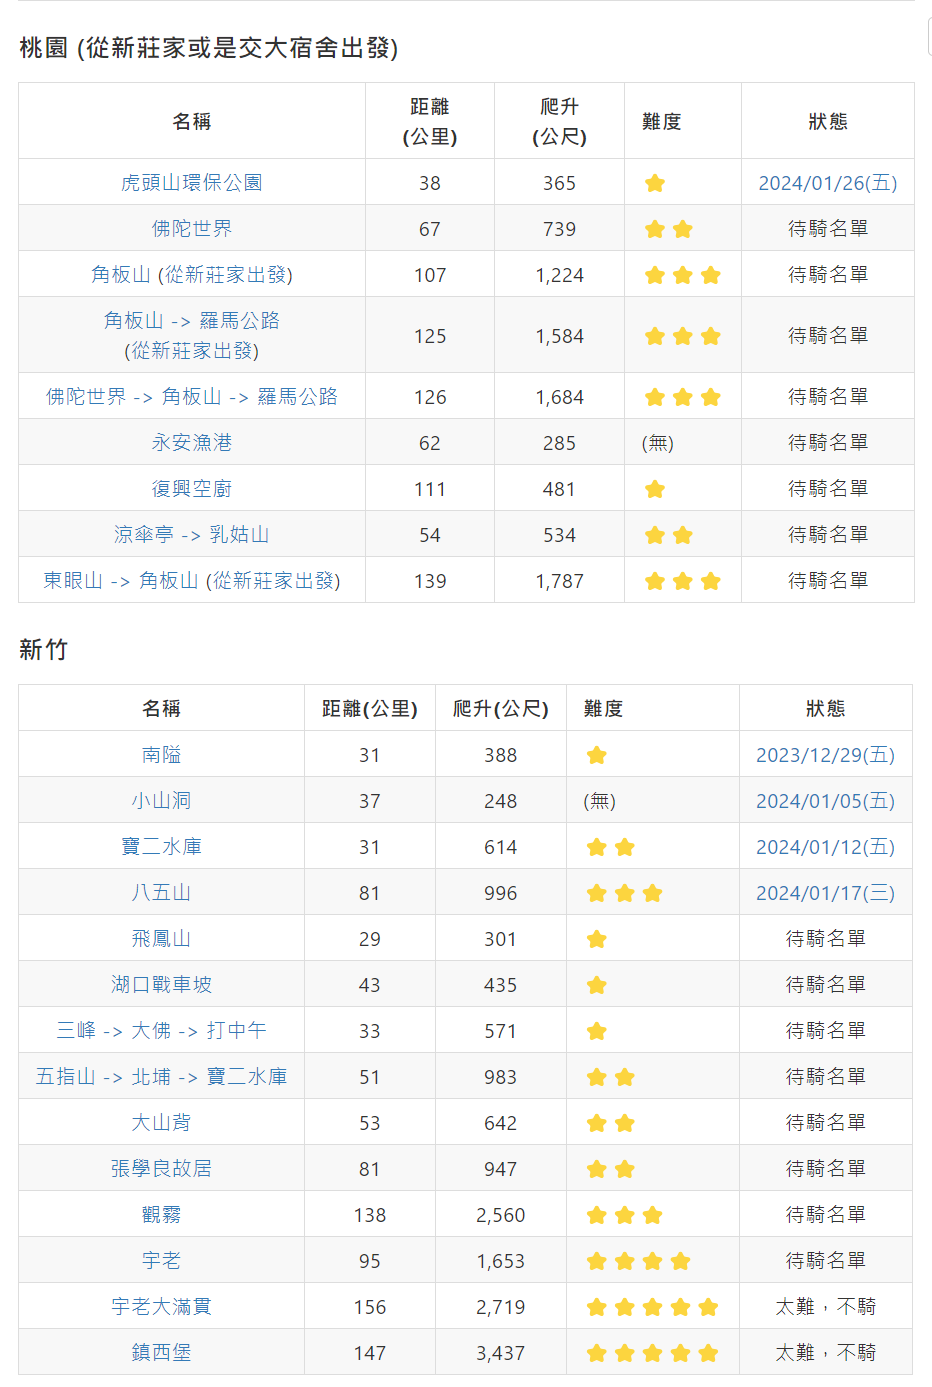 桃園 (從新莊家或是交大宿舍出發)
名稱 距離 (公里) 爬升 (公尺) 難度 狀態
虎頭山環保公園 38 365 2024/01/26(五)
佛陀世界 67 739 待騎名單
角板山 (從新莊家出發) 107 1,224 待騎名單
角板山 -> 羅馬公路
(從新莊家出發) 125 1,584 待騎名單
佛陀世界 -> 角板山 -> 羅馬公路 126 1,684 待騎名單
永安漁港 62 285 (無) 待騎名單
復興空廚 111 481 待騎名單
涼傘亭 -> 乳姑山 54 534 待騎名單
東眼山 -> 角板山 (從新莊家出發) 139 1,787 待騎名單
新竹
名稱 距離(公里) 爬升(公尺) 難度 狀態
南隘 31 388 2023/12/29(五)
小山洞 37 248 (無) 2024/01/05(五)
寶二水庫 31 614 2024/01/12(五)
八五山 81 996 2024/01/17(三)
飛鳳山 29 301 待騎名單
湖口戰車坡 43 435 待騎名單
三峰 -> 大佛 -> 打中午 33 571 待騎名單
五指山 -> 北埔 -> 寶二水庫 51 983 待騎名單
大山背 53 642 待騎名單
張學良故居 81 947 待騎名單
觀霧 138 2,560 待騎名單
宇老 95 1,653 待騎名單
宇老大滿貫 156 2,719 太難，不騎
鎮西堡 147 3,437 太難，不騎